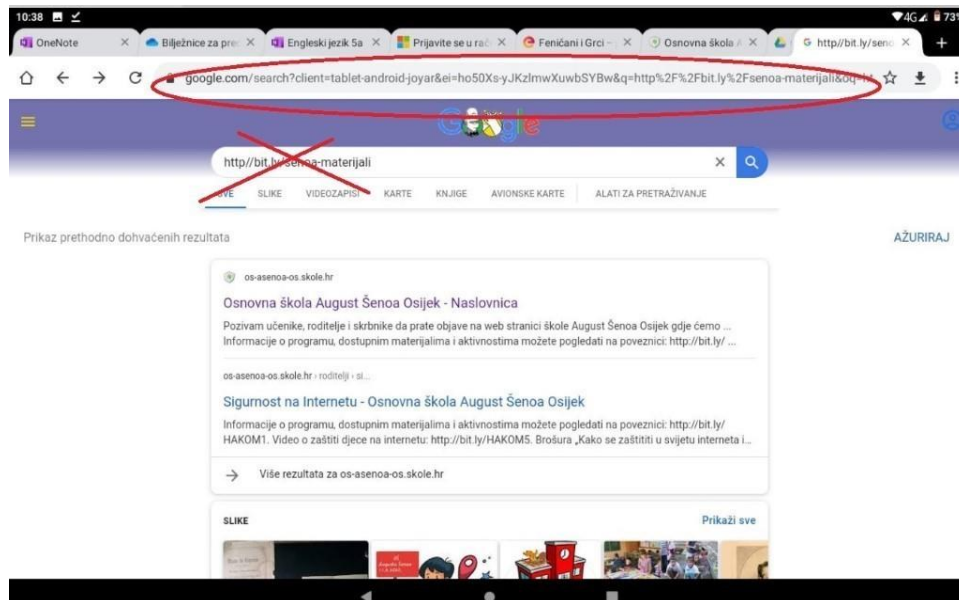 10:38 4G 73%
OneNote Bilježnice za pre Engleski jezik 5a Prijavite se u rač Feničani i Grci - Osnovna škola A http//bit.ly/seno
google.com/search?client=tablet-android-joyar&ei=ho50Xs-yJKzlmwXuwbSYBw&q=http%2F%2Fbit.ly%2Fsenoa-materijali&oq=h
Google
http//bit.ly/senoa-materijali
SVE SLIKE VIDEOZAPISI KARTE KNJIGE AVIONSKE KARTE ALATI ZA PRETRAŽIVANJE
Prikaz prethodno dohvaćenih rezultata AŽURIRAJ
os-asenoa-os.skole.hr
Osnovna škola August Šenoa Osijek - Naslovnica
Pozivam učenike, roditelje i skrbnike da prate objave na web stranici škole August Šenoa Osijek gdje ćemo ...
Informacije o programu, dostupnim materijalima i aktivnostima možete pogledati na poveznici: http://bit.ly/ ...
os-asenoa-os.skole.hr › roditelji › si...
Sigurnost na Internetu - Osnovna škola August Šenoa Osijek
Informacije o programu, dostupnim materijalima i aktivnostima možete pogledati na poveznici: http://bit.ly/
HAKOM1. Video o zaštiti djece na internetu: http://bit.ly/HAKOM5. Brošura „Kako se zaštititi u svijetu interneta i...
Više rezultata za os-asenoa-os.skole.hr
SLIKE Prikaži sve